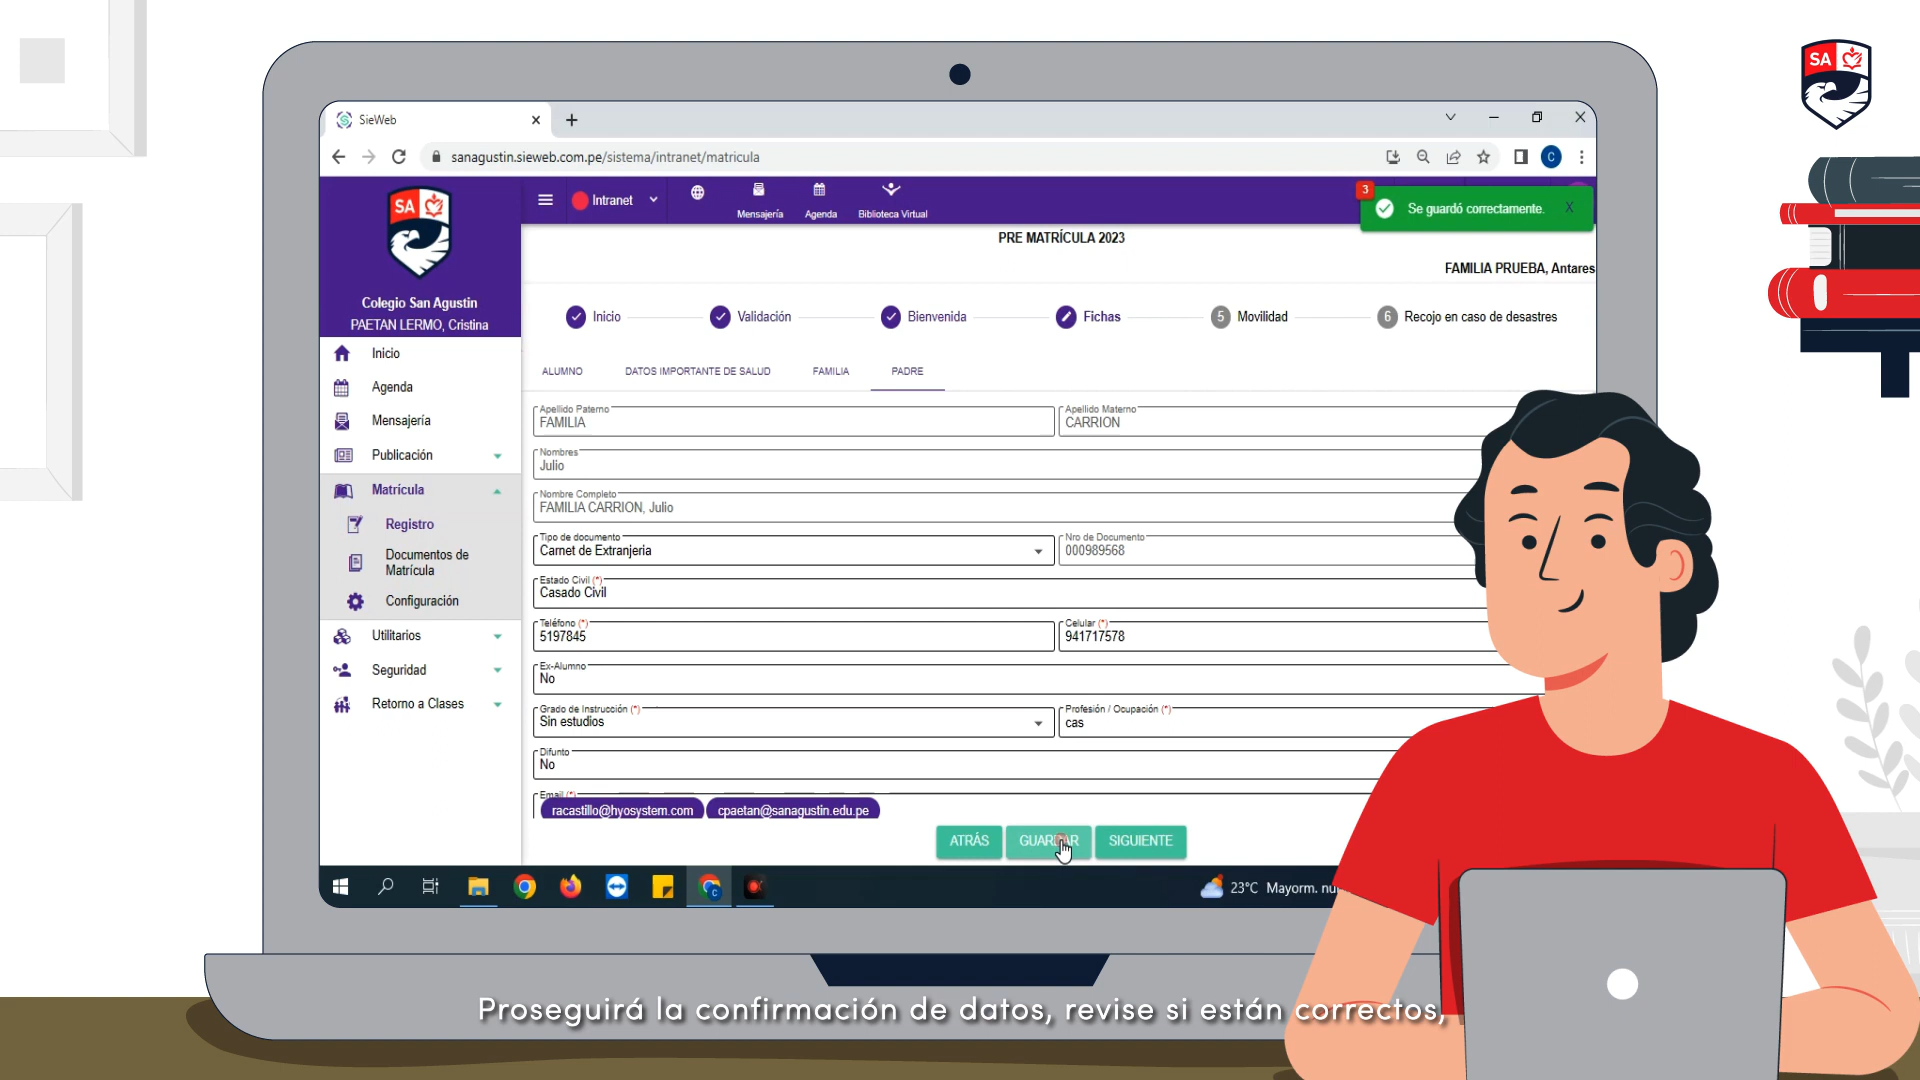 SA
SieWeb
sanagustin.sieweb.com.pe/sistema/intranet/matricula
C
SA
Intranet
Mensajería
Agenda
Biblioteca Virtual
3
Se guardó correctamente.
X
PRE MATRÍCULA 2023
FAMILIA PRUEBA, Antares
Colegio San Agustin
PAETAN LERMO, Cristina
Inicio
Validación
Bienvenida
Fichas
5 Movilidad
6 Recojo en caso de desastres
Inicio
Agenda
Mensajería
Publicación
Matrícula
Registro
Documentos de
Matrícula
Configuración
Utilitarios
Seguridad
Retorno a Clases
ALUMNO
DATOS IMPORTANTE DE SALUD
FAMILIA
PADRE
Apellido Paterno
FAMILIA
Apellido Materno
CARRION
Nombres
Julio
Nombre Completo
FAMILIA CARRION, Julio
Tipo de documento
Carnet de Extranjeria
Nro de Documento
000989568
Estado Civil (*)
Casado Civil
Teléfono (*)
5197845
Celular (*)
941717578
Ex-Alumno
No
Grado de Instrucción (*)
Sin estudios
Profesión / Ocupación (*)
cas
Difunto
No
Email (*)
racastillo@hyosystem.com
cpaetan@sanagustin.edu.pe
ATRÁS
GUARDAR
SIGUIENTE
23°C Mayorm. nu
Proseguirá la confirmación de datos, revise si están correctos,